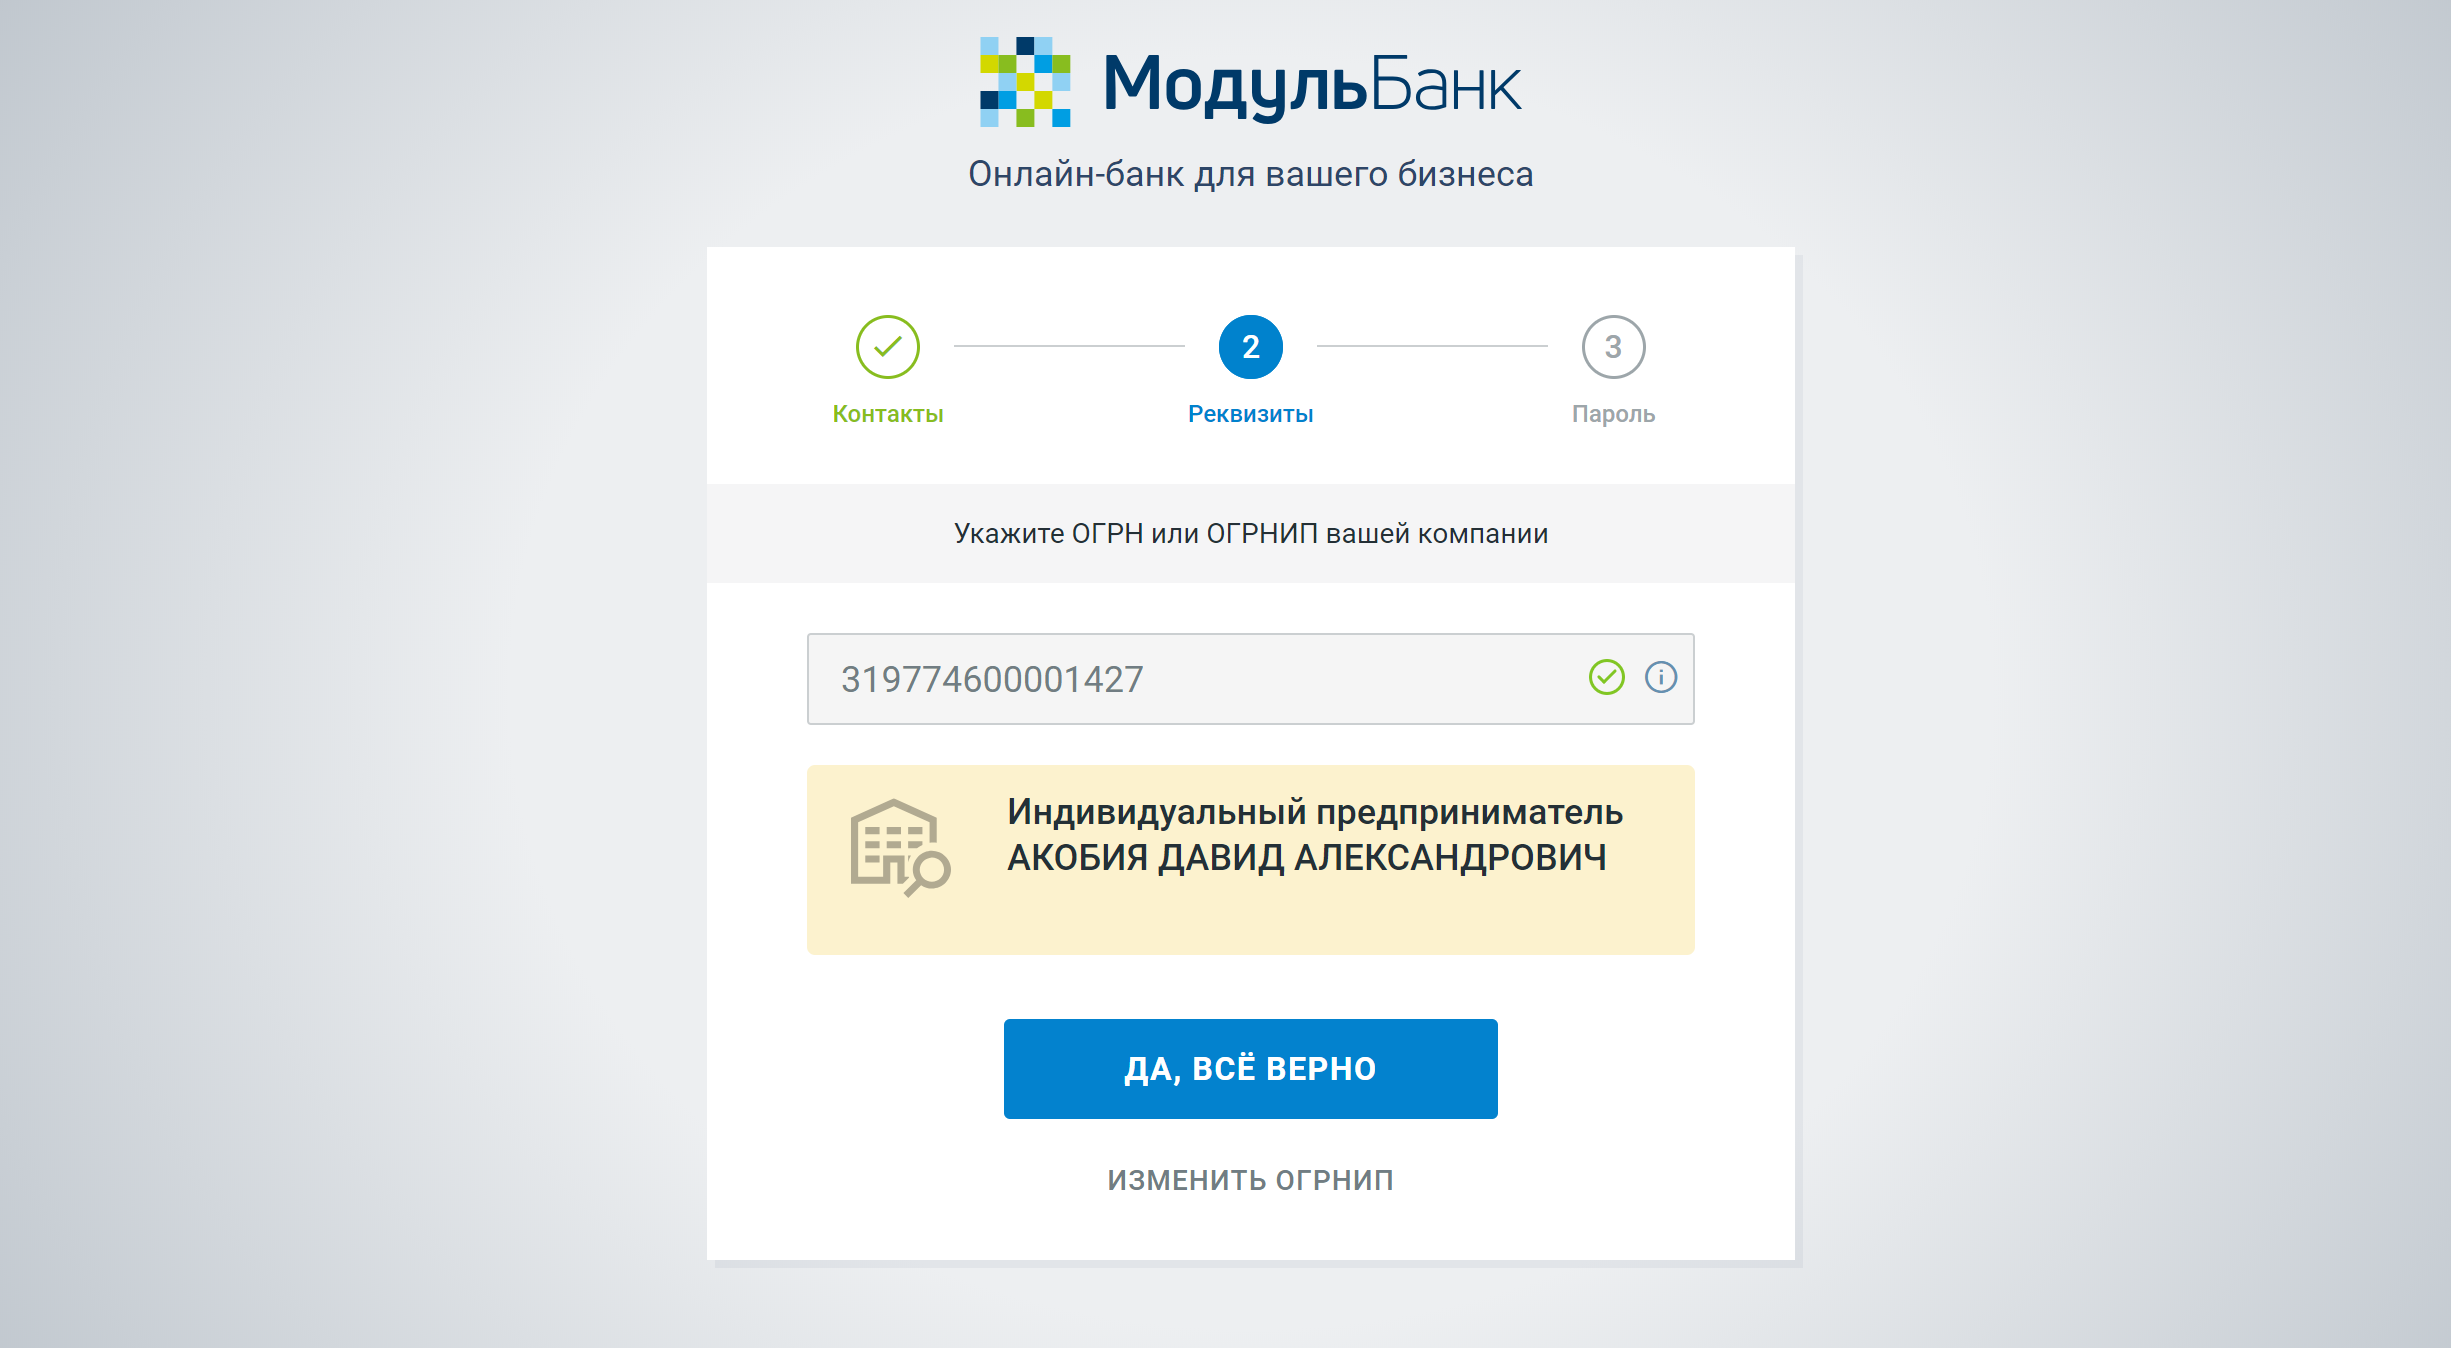 МодульБанк
Онлайн-банк для вашего бизнеса
2
3
Контакты
Реквизиты
Пароль
Укажите ОГРН или ОГРНИП вашей компании
319774600001427
Индивидуальный предприниматель
АКОБИЯ ДАВИД АЛЕКСАНДРОВИЧ
ДА, ВСЁ ВЕРНО
ИЗМЕНИТЬ ОГРНИП